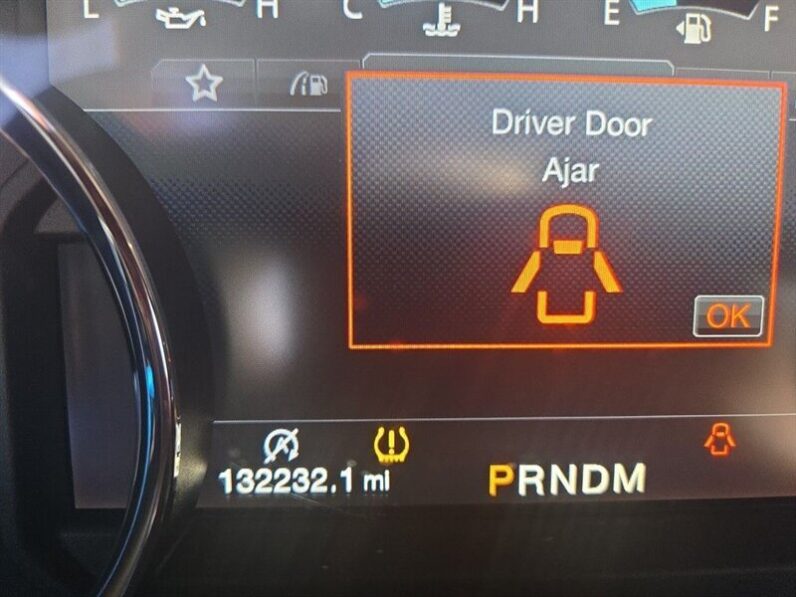 L H C H E F
Driver Door
Ajar
OK
132232.1 mi PRNDM